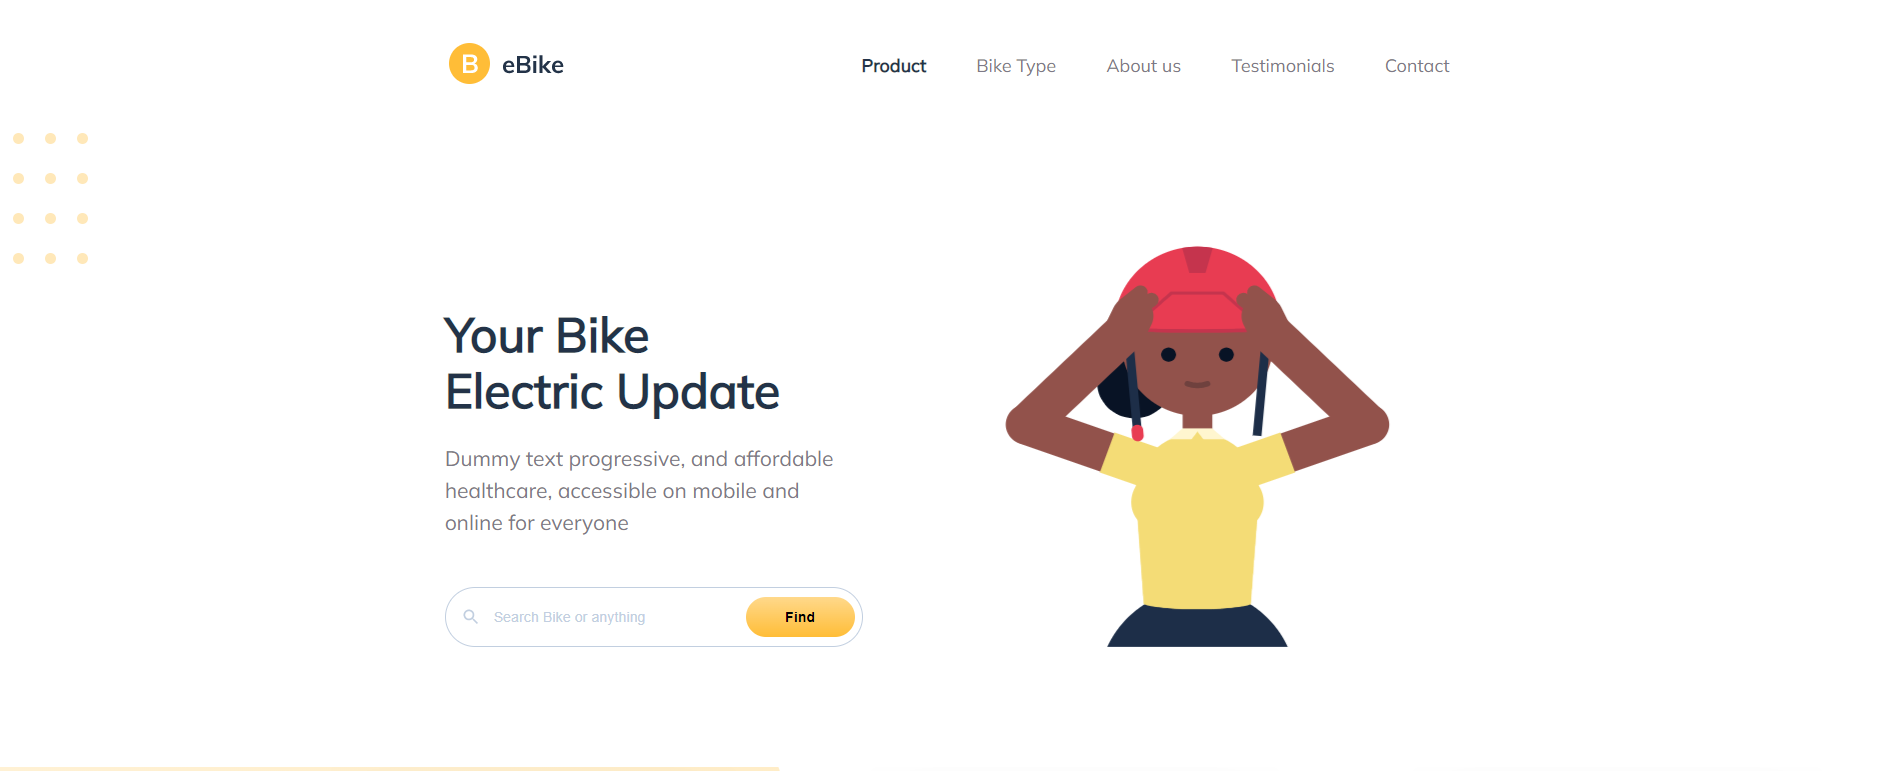 B eBike
Product Bike Type About us Testimonials Contact
Your Bike
Electric Update
Dummy text progressive, and affordable
healthcare, accessible on mobile and
online for everyone
Search Bike or anything
Find